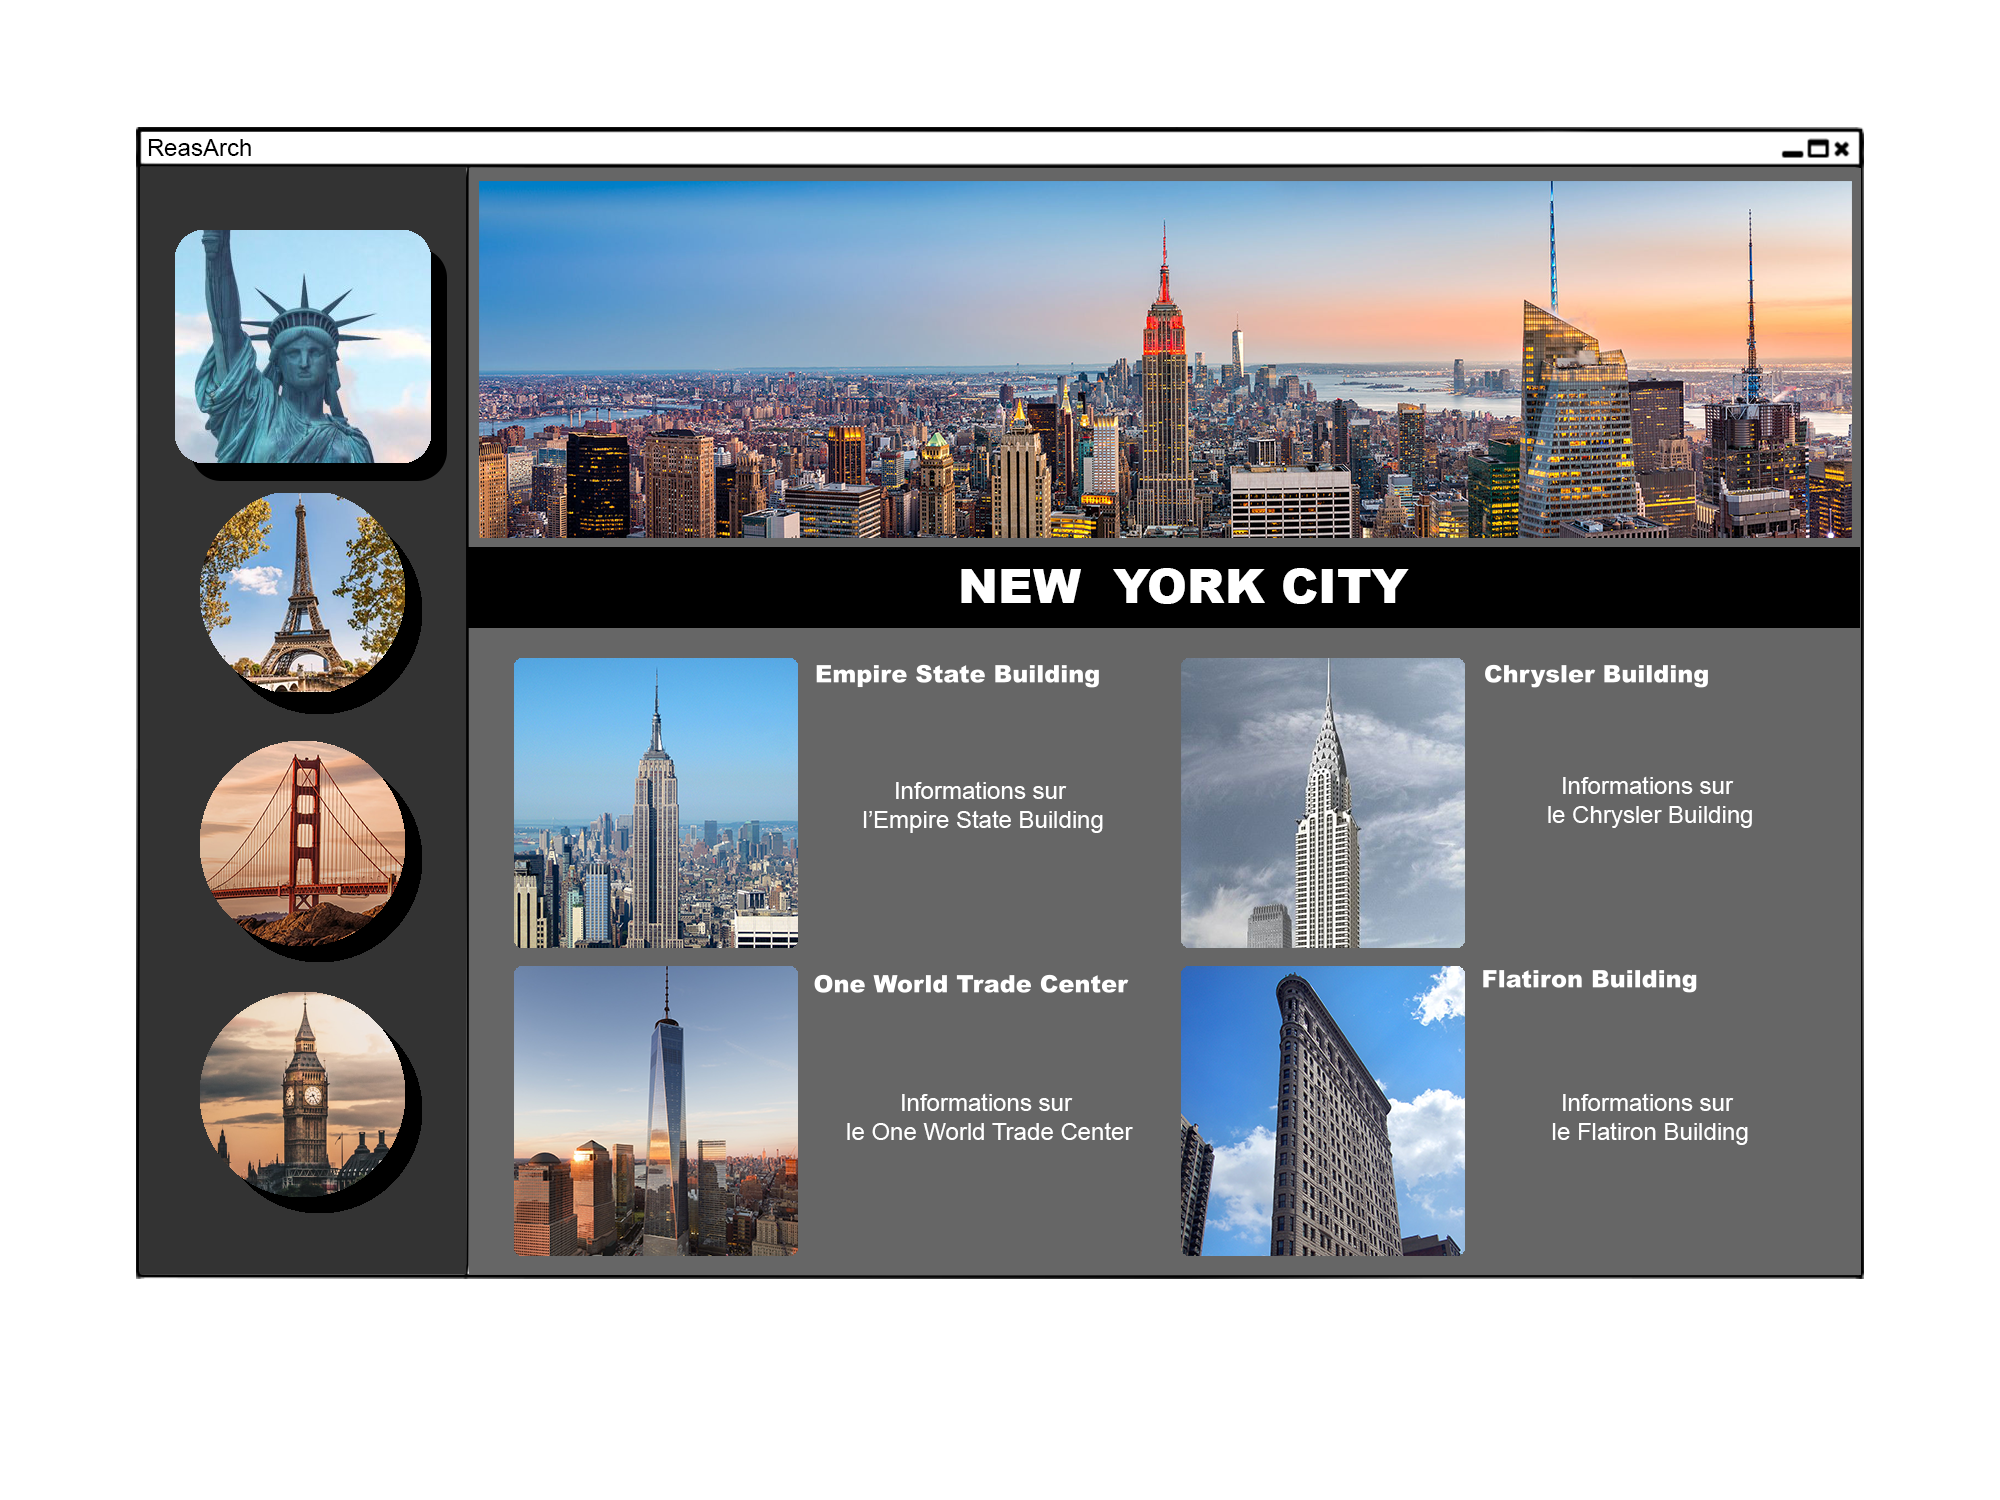 ReasArch
NEW YORK CITY
Empire State Building
Informations sur
l’Empire State Building
Chrysler Building
Informations sur
le Chrysler Building
One World Trade Center
Informations sur
le One World Trade Center
Flatiron Building
Informations sur
le Flatiron Building